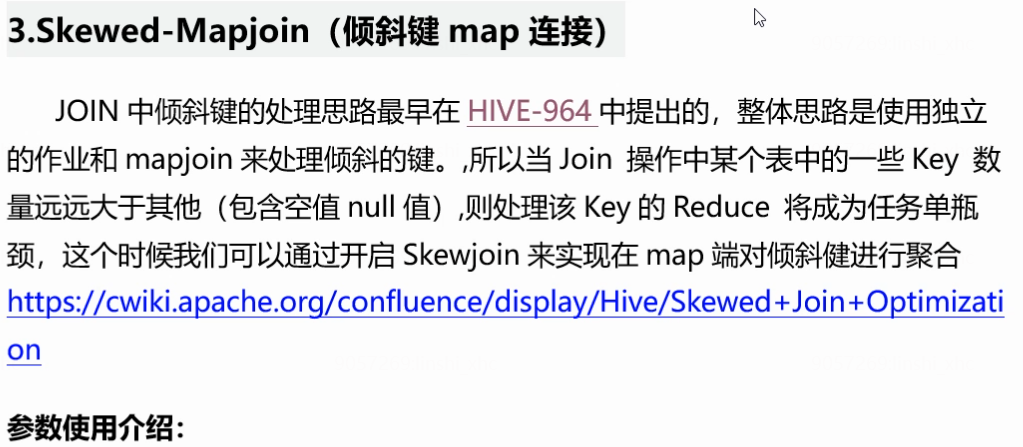 3.Skewed-Mapjoin（倾斜键 map 连接）
JOIN 中倾斜键的处理思路最早在 HIVE-964 中提出的，整体思路是使用独立
的作业和 mapjoin 来处理倾斜的键。,所以当 Join 操作中某个表中的一些 Key 数
量远远大于其他（包含空值 null 值）,则处理该 Key 的 Reduce 将成为任务单瓶
颈，这个时候我们可以通过开启 Skewjoin 来实现在 map 端对倾斜健进行聚合
https://cwiki.apache.org/confluence/display/Hive/Skewed+Join+Optimizati
on
参数使用介绍：